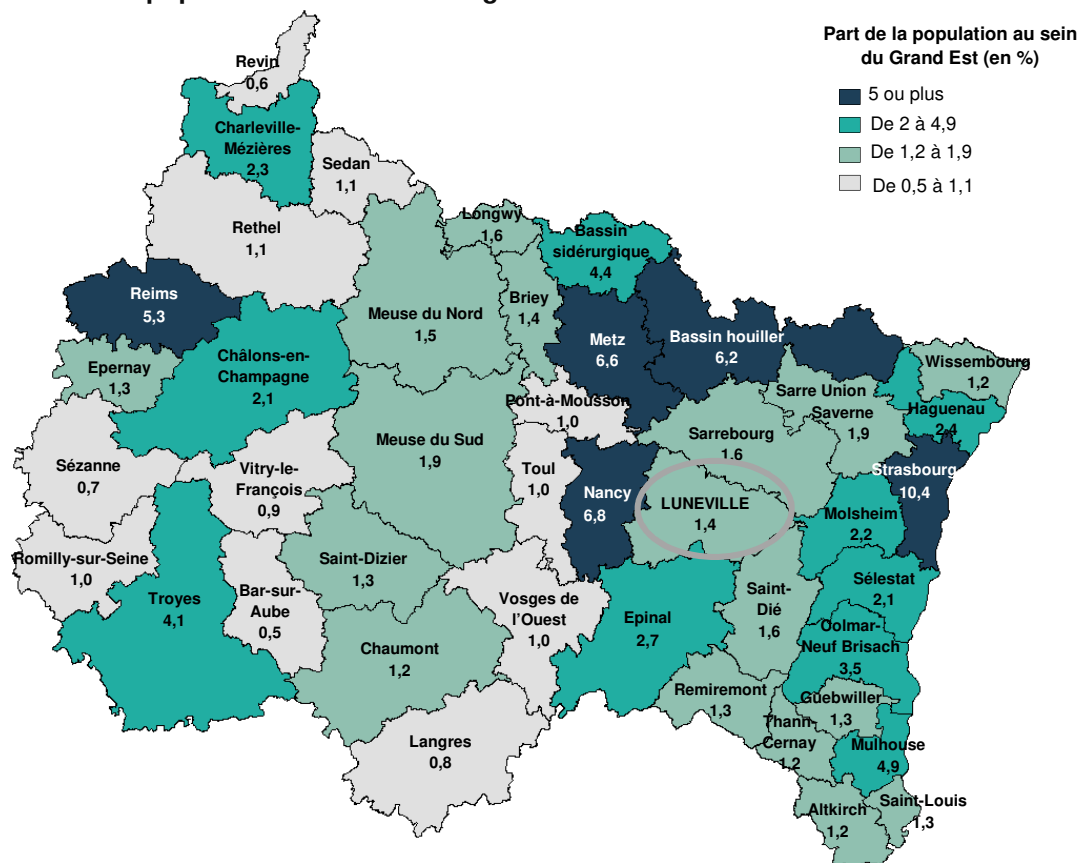 Part de la population au sein
du Grand Est (en %)
5 ou plus
De 2 à 4,9
De 1,2 à 1,9
De 0,5 à 1,1
Revin
0,6
Charleville-
Mézières
2,3
Sedan
1,1
Rethel
1,1
Longwy
1,6
Bassin
sidérurgique
4,4
Reims
5,3
Meuse du Nord
1,5
Briey
1,4
Metz
6,6
Bassin houiller
6,2
Wissembourg
1,2
Epernay
1,3
Châlons-en-
Champagne
2,1
Pont-à-Mousson
1,0
Sarre Union
Saverne
1,9
Haguenau
2,4
Sarrebourg
1,6
Meuse du Sud
1,9
Sézanne
0,7
Vitry-le-
François
0,9
Toul
1,0
Nancy
6,8
LUNEVILLE
1,4
Strasbourg
10,4
Molsheim
2,2
Romilly-sur-Seine
1,0
Saint-Dizier
1,3
Troyes
4,1
Bar-sur-
Aube
0,5
Vosges de
l'Ouest
1,0
Epinal
2,7
Saint-
Dié
1,6
Sélestat
2,1
Colmar-
Neuf Brisach
3,5
Chaumont
1,2
Remiremont
1,3
Guebwiller
1,3
Thann-
Cernay
1,2
Langres
0,8
Mulhouse
4,9
Altkirch
1,2
Saint-Louis
1,3